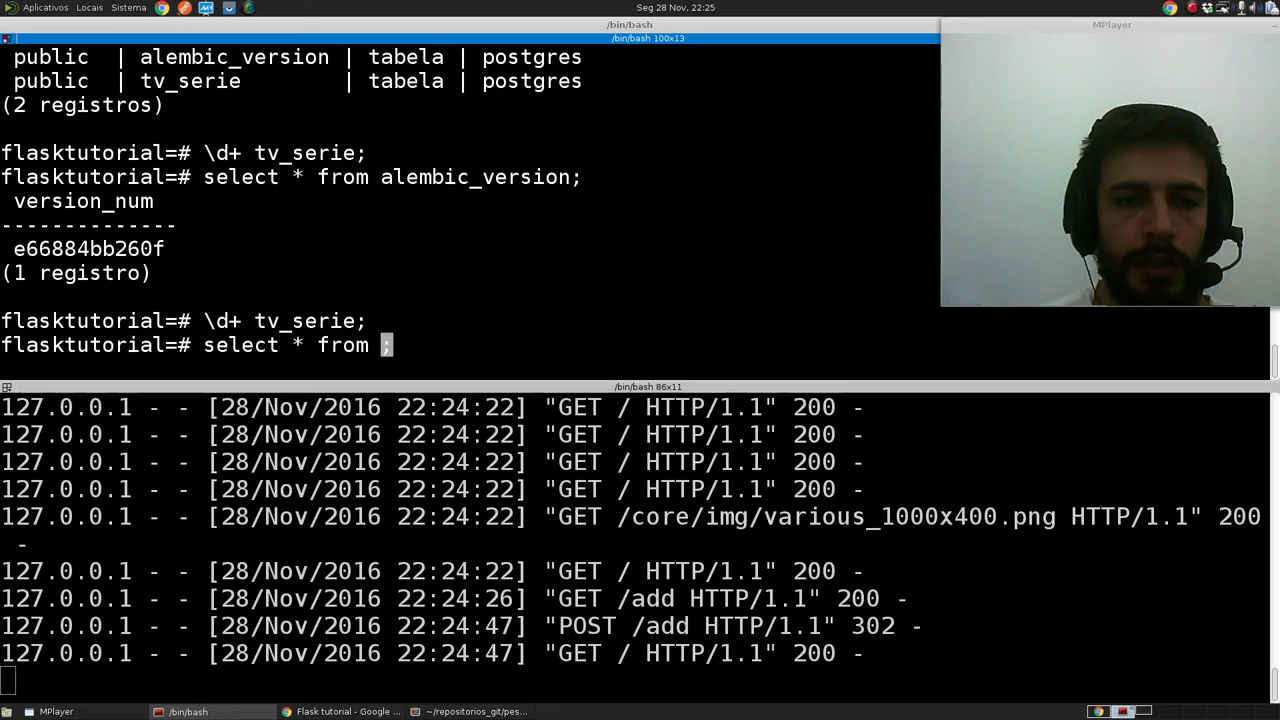 Aplicativos Locais Sistema
Seg 28 Nov, 22:25
/bin/bash
MPlayer
/bin/bash 100x13
public | alembic_version | tabela | postgres
public | tv_serie | tabela | postgres
(2 registros)
flasktutorial=# \d+ tv_serie;
flasktutorial=# select * from alembic_version;
version_num
--------------
e66884bb260f
(1 registro)
flasktutorial=# \d+ tv_serie;
flasktutorial=# select * from ;
/bin/bash 86x11
127.0.0.1 - - [28/Nov/2016 22:24:22] "GET / HTTP/1.1" 200 -
127.0.0.1 - - [28/Nov/2016 22:24:22] "GET / HTTP/1.1" 200 -
127.0.0.1 - - [28/Nov/2016 22:24:22] "GET / HTTP/1.1" 200 -
127.0.0.1 - - [28/Nov/2016 22:24:22] "GET / HTTP/1.1" 200 -
127.0.0.1 - - [28/Nov/2016 22:24:22] "GET /core/img/various_1000x400.png HTTP/1.1" 200
-
127.0.0.1 - - [28/Nov/2016 22:24:22] "GET / HTTP/1.1" 200 -
127.0.0.1 - - [28/Nov/2016 22:24:26] "GET /add HTTP/1.1" 200 -
127.0.0.1 - - [28/Nov/2016 22:24:47] "POST /add HTTP/1.1" 302 -
127.0.0.1 - - [28/Nov/2016 22:24:47] "GET / HTTP/1.1" 200 -
MPlayer
/bin/bash
Flask tutorial - Google ...
~/repositorios_git/pes...